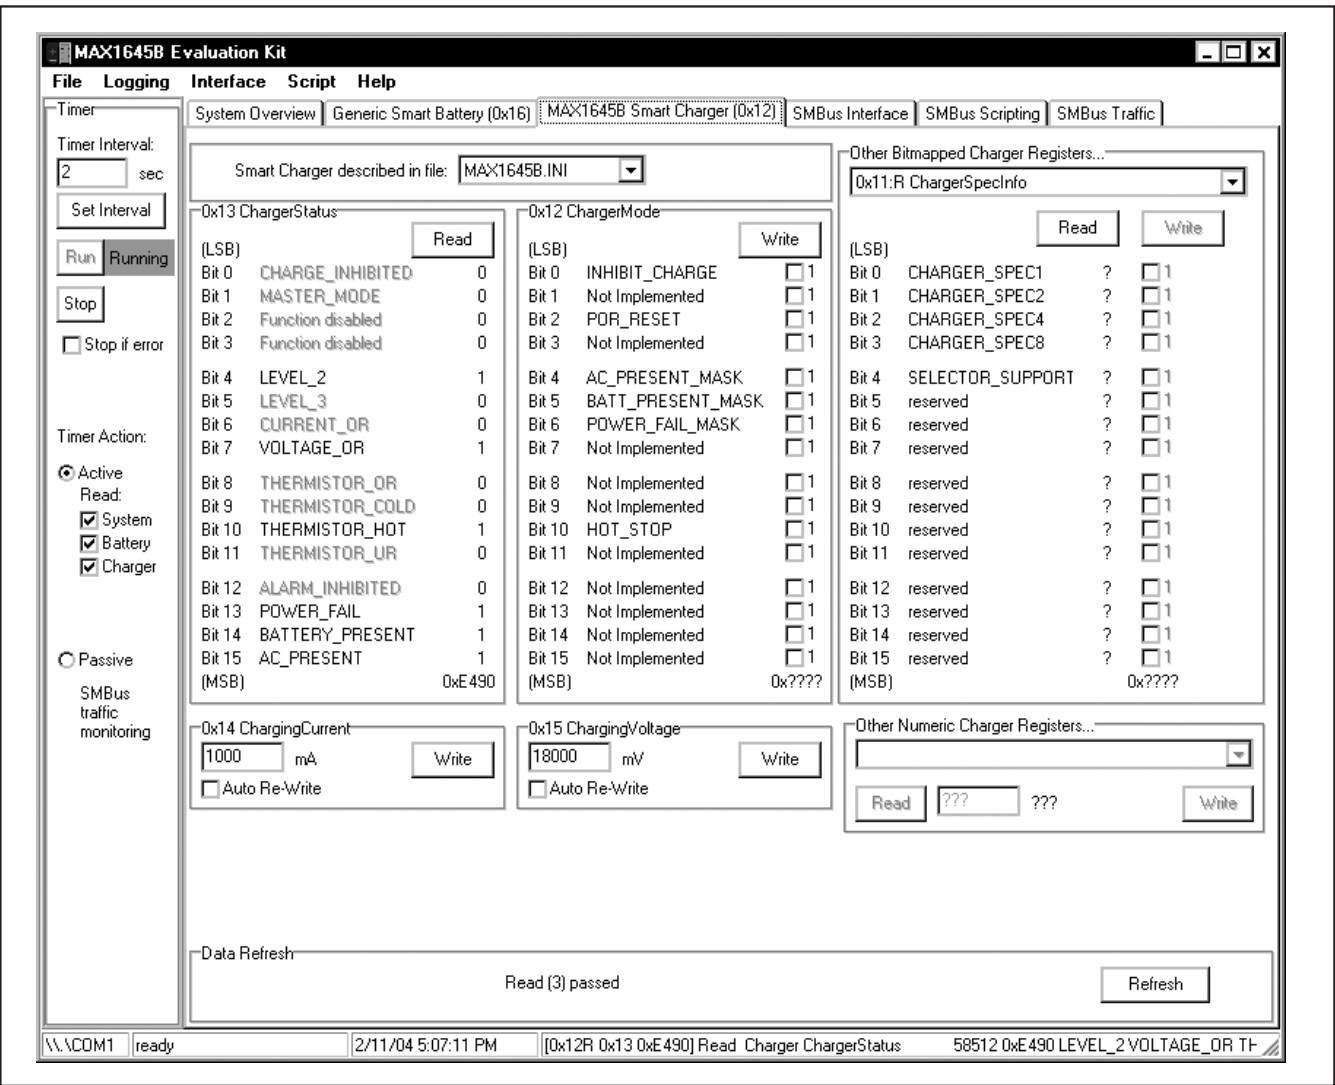 MAX1645B Evaluation Kit
File Logging Interface Script Help
Timer
Timer Interval:
2 sec
Set Interval
Run Running
Stop
Stop if error
Timer Action:
Active
Read:
System
Battery
Charger
Passive
SMBus
traffic
monitoring
System Overview Generic Smart Battery (0x16) MAX1645B Smart Charger (0x12) SMBus Interface SMBus Scripting SMBus Traffic
Smart Charger described in file: MAX1645B.INI
0x13 ChargerStatus
Read
(LSB)
Bit 0 CHARGE_INHIBITED 0
Bit 1 MASTER_MODE 0
Bit 2 Function disabled 0
Bit 3 Function disabled 0
Bit 4 LEVEL_2 1
Bit 5 LEVEL_3 0
Bit 6 CURRENT_OR 0
Bit 7 VOLTAGE_OR 1
Bit 8 THERMISTOR_OR 0
Bit 9 THERMISTOR_COLD 0
Bit 10 THERMISTOR_HOT 1
Bit 11 THERMISTOR_UR 0
Bit 12 ALARM_INHIBITED 0
Bit 13 POWER_FAIL 1
Bit 14 BATTERY_PRESENT 1
Bit 15 AC_PRESENT 1
(MSB) 0xE490
0x12 ChargerMode
Write
(LSB)
Bit 0 INHIBIT_CHARGE 1
Bit 1 Not Implemented 1
Bit 2 POR_RESET 1
Bit 3 Not Implemented 1
Bit 4 AC_PRESENT_MASK 1
Bit 5 BATT_PRESENT_MASK 1
Bit 6 POWER_FAIL_MASK 1
Bit 7 Not Implemented 1
Bit 8 Not Implemented 1
Bit 9 Not Implemented 1
Bit 10 HOT_STOP 1
Bit 11 Not Implemented 1
Bit 12 Not Implemented 1
Bit 13 Not Implemented 1
Bit 14 Not Implemented 1
Bit 15 Not Implemented 1
(MSB) 0x????
Other Bitmapped Charger Registers...
0x11:R ChargerSpecInfo
Read Write
(LSB)
Bit 0 CHARGER_SPEC1 ? 1
Bit 1 CHARGER_SPEC2 ? 1
Bit 2 CHARGER_SPEC4 ? 1
Bit 3 CHARGER_SPEC8 ? 1
Bit 4 SELECTOR_SUPPORT ? 1
Bit 5 reserved ? 1
Bit 6 reserved ? 1
Bit 7 reserved ? 1
Bit 8 reserved ? 1
Bit 9 reserved ? 1
Bit 10 reserved ? 1
Bit 11 reserved ? 1
Bit 12 reserved ? 1
Bit 13 reserved ? 1
Bit 14 reserved ? 1
Bit 15 reserved ? 1
(MSB) 0x????
0x14 ChargingCurrent
1000 mA Write
Auto Re-Write
0x15 ChargingVoltage
18000 mV Write
Auto Re-Write
Other Numeric Charger Registers...
Read ??? ??? Write
Data Refresh
Read (3) passed
Refresh
\\.\COM1 ready 2/11/04 5:07:11 PM [0x12R 0x13 0xE490] Read Charger ChargerStatus 58512 0xE490 LEVEL_2 VOLTAGE_OR TH